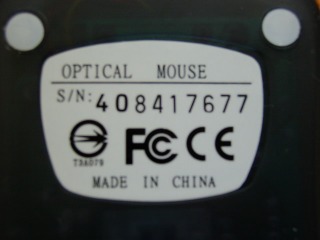 OPTICAL MOUSE
S/N: 408417677
FC CE
T3A079
MADE IN CHINA